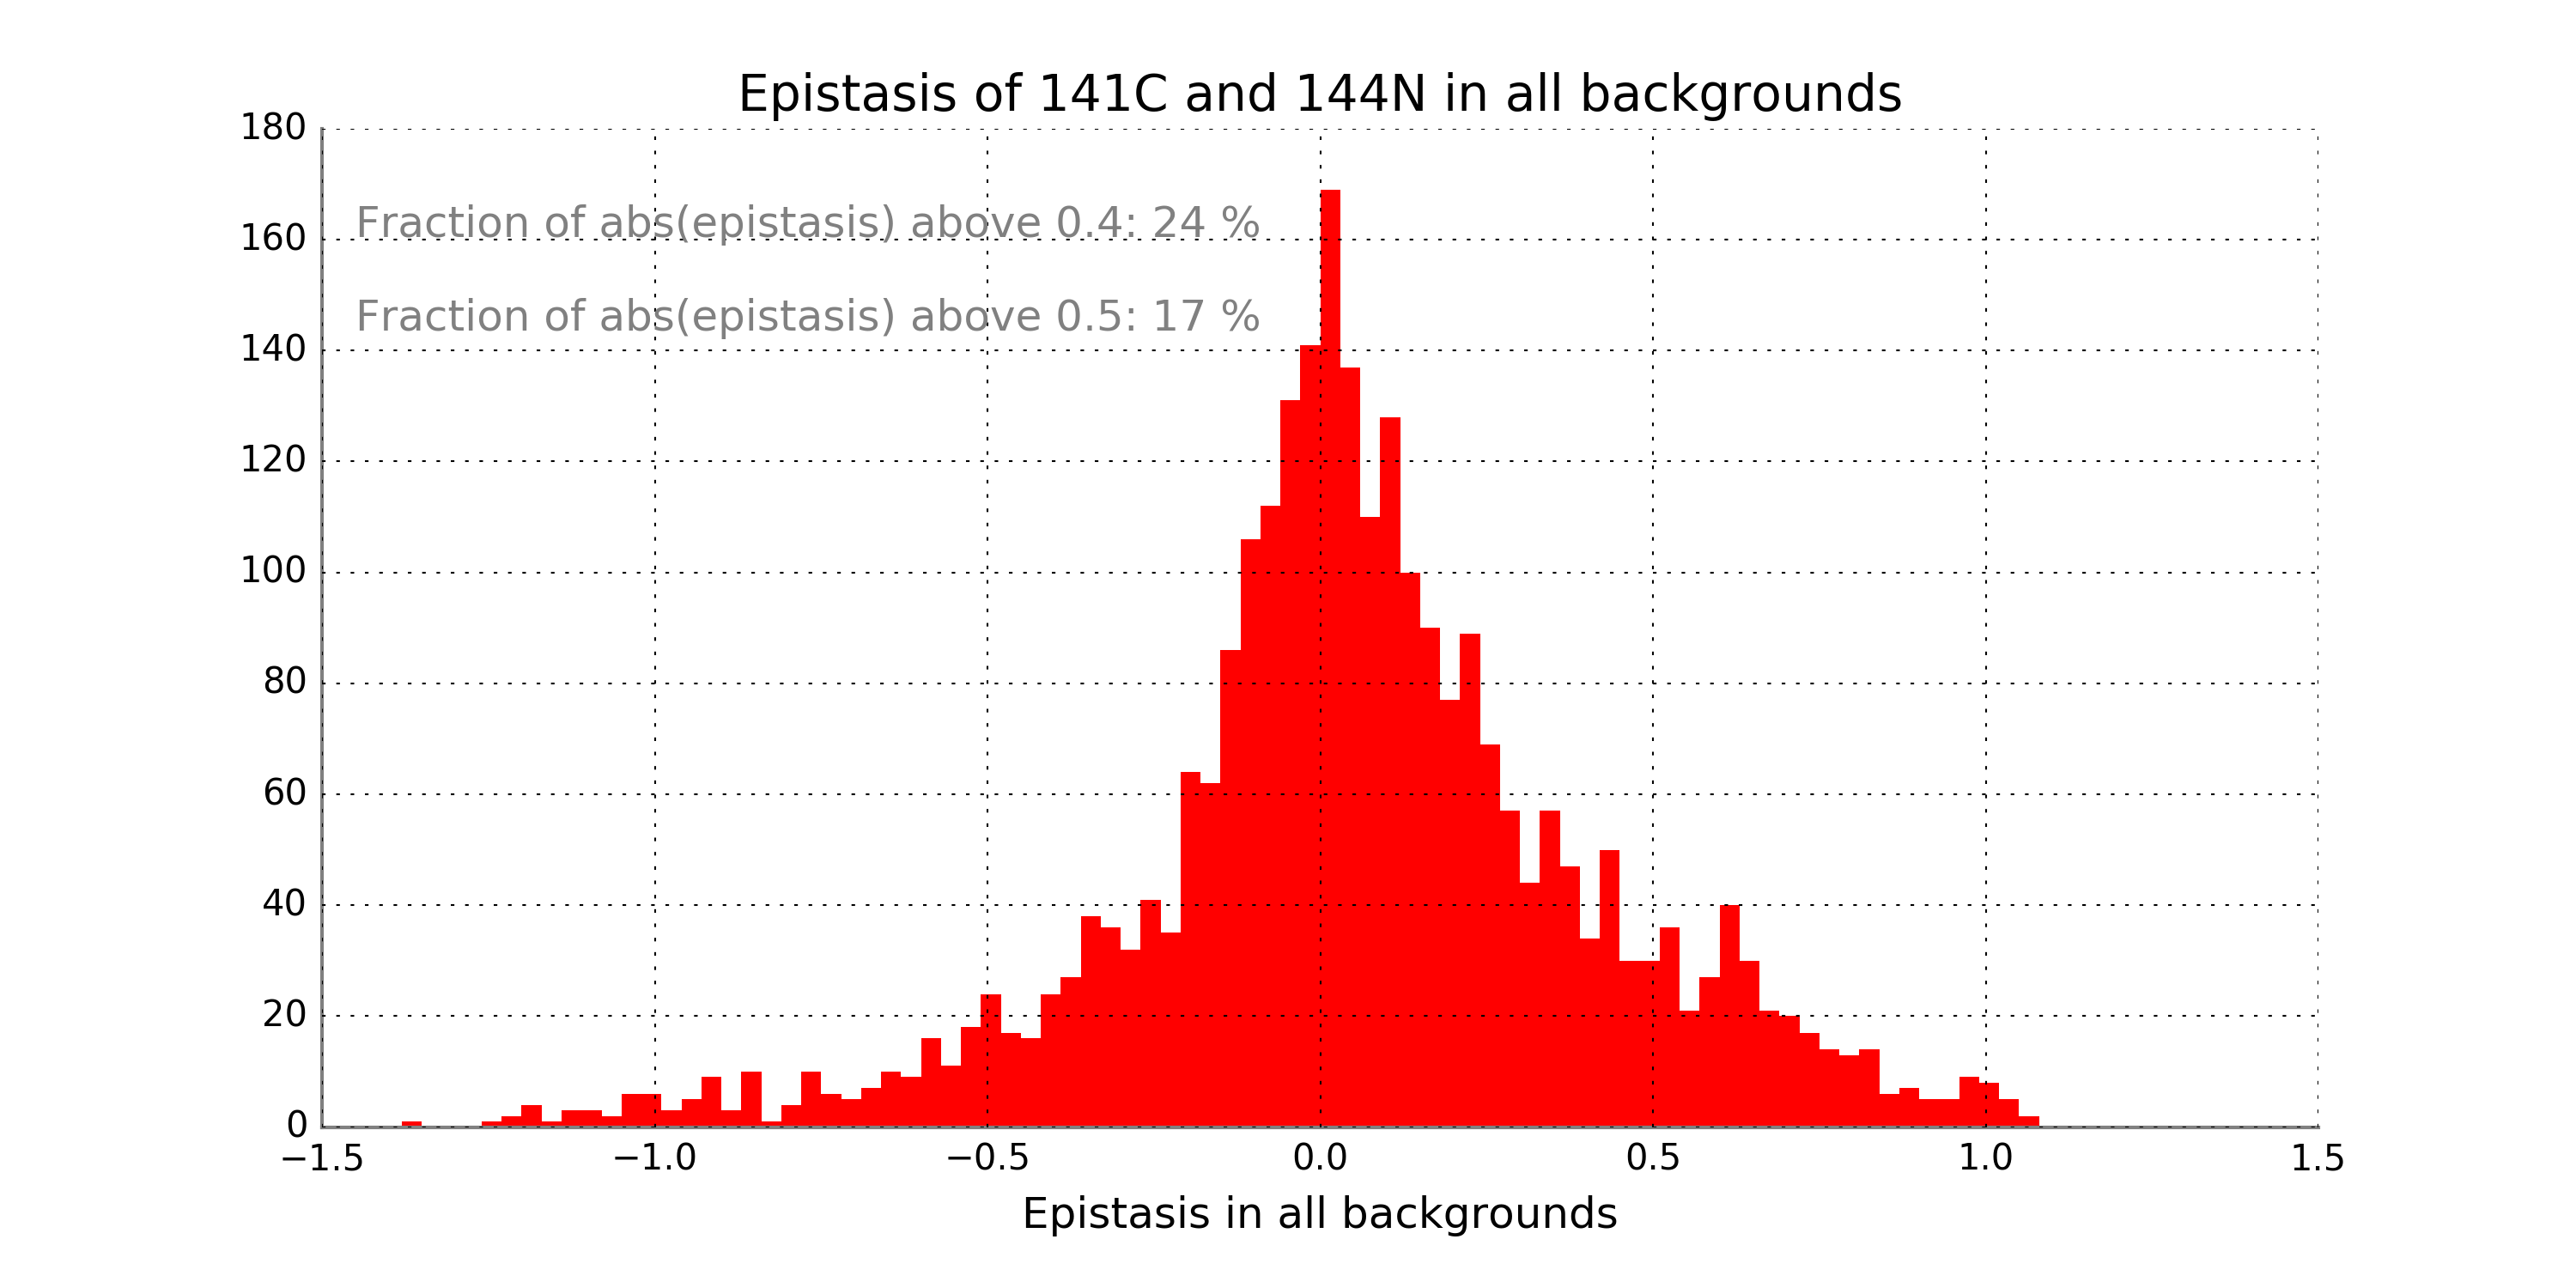 Epistasis of 141C and 144N in all backgrounds
180
160
140
120
100
80
60
40
20
0
Fraction of abs(epistasis) above 0.4: 24 %
Fraction of abs(epistasis) above 0.5: 17 %
−1.5 −1.0 −0.5 0.0 0.5 1.0 1.5
Epistasis in all backgrounds